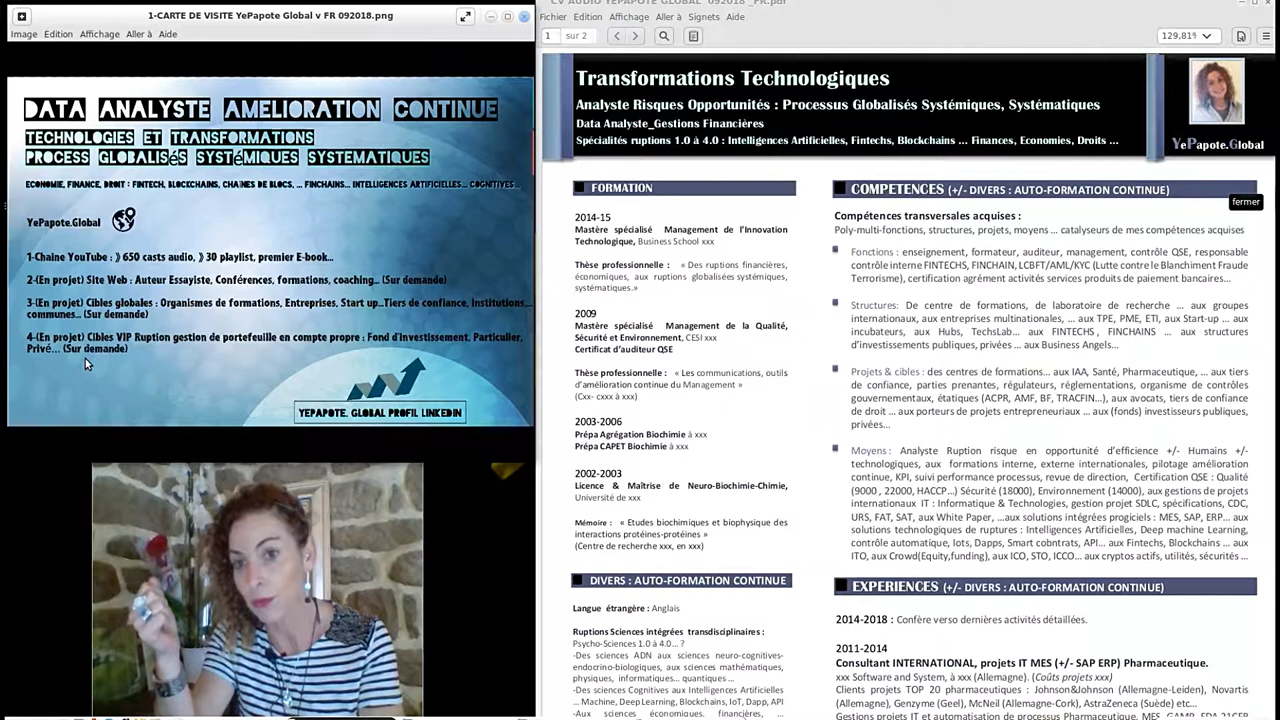 1-CARTE DE VISITE YePapote Global v FR 092018.png
Image Edition Affichage Aller à Aide
DATA ANALYSTE AMELIORATION CONTINUE
TECHNOLOGIES ET TRANSFORMATIONS
PROCESS GLOBALISéS SYSTéMIQUES SYSTEMATIQUES
ECONOMIE, FINANCE, DROIT : FINTECH, BLOCKCHAINS, CHAÎNES DE BLOCS, ... FINCHAINS... INTELLIGENCES ARTIFICIELLES... COGNITIVES...
YePapote.Global
1-Chaine YouTube : ⟩⟩ 650 casts audio, ⟩⟩ 30 playlist, premier E-book...
2-(En projet) Site Web : Auteur Essayiste, Conférences, formations, coaching... (Sur demande)
3-(En projet) Cibles globales : Organismes de formations, Entreprises, Start up...Tiers de confiance, Institutions,...
communes... (Sur demande)
4-(En projet) Cibles VIP Ruption gestion de portefeuille en compte propre : Fond d'Investissement, Particulier,
Privé... (Sur demande)
YEPAPOTE. GLOBAL PROFIL LINKEDIN
CV AUDIO YEPAPOTE GLOBAL 092018 _FR.pdf
Fichier Edition Affichage Aller à Signets Aide
1 sur 2
129,81%
Transformations Technologiques
Analyste Risques Opportunités : Processus Globalisés Systémiques, Systématiques
Data Analyste_Gestions Financières
Spécialités ruptions 1.0 à 4.0 : Intelligences Artificielles, Fintechs, Blockchains ... Finances, Economies, Droits ...
YePapote.Global
fermer
FORMATION
2014-15
Mastère spécialisé Management de l'Innovation
Technologique, Business School xxx
Thèse professionnelle : « Des ruptions financières,
économiques, aux ruptions globalisées systémiques,
systématiques.»
2009
Mastère spécialisé Management de la Qualité,
Sécurité et Environnement, CESI xxx
Certificat d'auditeur QSE
Thèse professionnelle : « Les communications, outils
d'amélioration continue du Management »
(Cxx- cxxx à xxx)
2003-2006
Prépa Agrégation Biochimie à xxx
Prépa CAPET Biochimie à xxx
2002-2003
Licence & Maîtrise de Neuro-Biochimie-Chimie,
Université de xxx
Mémoire : « Etudes biochimiques et biophysique des
interactions protéines-protéines »
(Centre de recherche xxx, en xxx)
DIVERS : AUTO-FORMATION CONTINUE
Langue étrangère : Anglais
Ruptions Sciences intégrées transdisciplinaires :
Psycho-Sciences 1.0 à 4.0... ?
-Des sciences ADN aux sciences neuro-cognitives-
endocrino-biologiques, aux sciences mathématiques,
physiques, informatiques... quantiques ...
-Des sciences Cognitives aux Intelligences Artificielles
... Machine, Deep Learning, Blockchains, IoT, Dapp, API
-Aux sciences économiques, financières, ...
COMPETENCES (+/- DIVERS : AUTO-FORMATION CONTINUE)
Compétences transversales acquises :
Poly-multi-fonctions, structures, projets, moyens ... catalyseurs de mes compétences acquises
Fonctions : enseignement, formateur, auditeur, management, contrôle QSE, responsable
contrôle interne FINTECHS, FINCHAIN, LCBFT/AML/KYC (Lutte contre le Blanchiment Fraude
Terrorisme), certification agrément activités services produits de paiement bancaires...
Structures: De centre de formations, de laboratoire de recherche ... aux groupes
internationaux, aux entreprises multinationales, ... aux TPE, PME, ETI, aux Start-up ... aux
incubateurs, aux Hubs, TechsLab... aux FINTECHS , FINCHAINS ... aux structures
d'investissements publiques, privées ... aux Business Angels...
Projets & cibles : des centres de formations... aux IAA, Santé, Pharmaceutique, ... aux tiers
de confiance, parties prenantes, régulateurs, réglementations, organisme de contrôles
gouvernementaux, étatiques (ACPR, AMF, BF, TRACFIN...), aux avocats, tiers de confiance
de droit ... aux porteurs de projets entrepreneuriaux ... aux (fonds) investisseurs publiques,
privées...
Moyens : Analyste Ruption risque en opportunité d'efficience +/- Humains +/-
technologiques, aux formations interne, externe internationales, pilotage amélioration
continue, KPI, suivi performance processus, revue de direction, Certification QSE : Qualité
(9000 , 22000, HACCP...) Sécurité (18000), Environnement (14000), aux gestions de projets
international IT : Informatique & Technologies, gestion projet SDLC, spécifications, CDC,
URS, FAT, SAT, aux White Paper, ...aux solutions intégrées progiciels : MES, SAP, ERP... aux
solutions technologiques de ruptures : Intelligences Artificielles, Deep machine Learning,
contrôle automatique, Iots, Dapps, Smart cobntrats, API... aux Fintechs, Blockchains ... aux
ITO, aux Crowd(Equity,funding), aux ICO, STO, ICCO... aux cryptos actifs, utilités, sécurités ...
EXPERIENCES (+/- DIVERS : AUTO-FORMATION CONTINUE)
2014-2018 : Confère verso dernières activités détaillées.
2011-2014
Consultant INTERNATIONAL, projets IT MES (+/- SAP ERP) Pharmaceutique.
xxx Software and System, à xxx (Allemagne). (Coûts projets xxx)
Clients projets TOP 20 pharmaceutiques : Johnson&Johnson (Allemagne-Leiden), Novartis
(Allemagne), Genzyme (Geel), McNeil (Allemagne-Cork), AstraZeneca (Suède) etc.
Gestions projets IT et automatisation de processus Pharmaceutique, MES, GAMP, FDA 21CFR